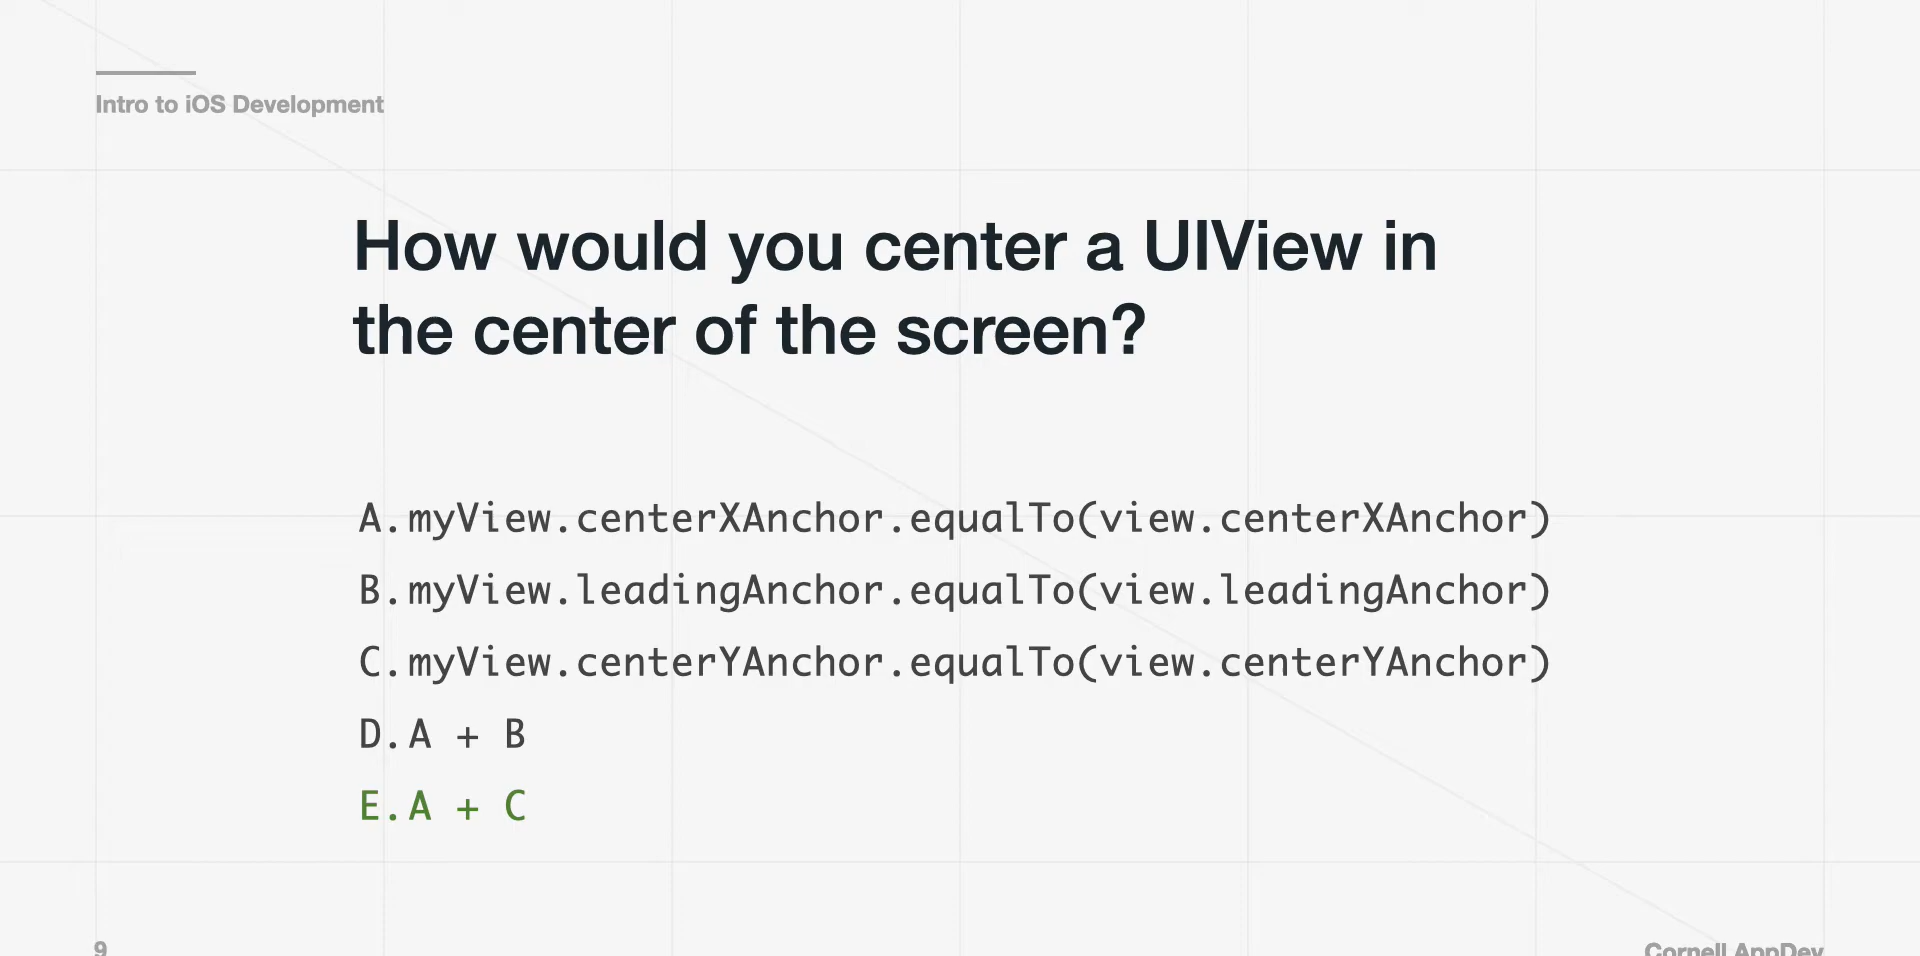 Intro to iOS Development
How would you center a UIView in
the center of the screen?
A.myView.centerXAnchor.equalTo(view.centerXAnchor)
B.myView.leadingAnchor.equalTo(view.leadingAnchor)
C.myView.centerYAnchor.equalTo(view.centerYAnchor)
D.A + B
E.A + C
9
Cornell AppDev